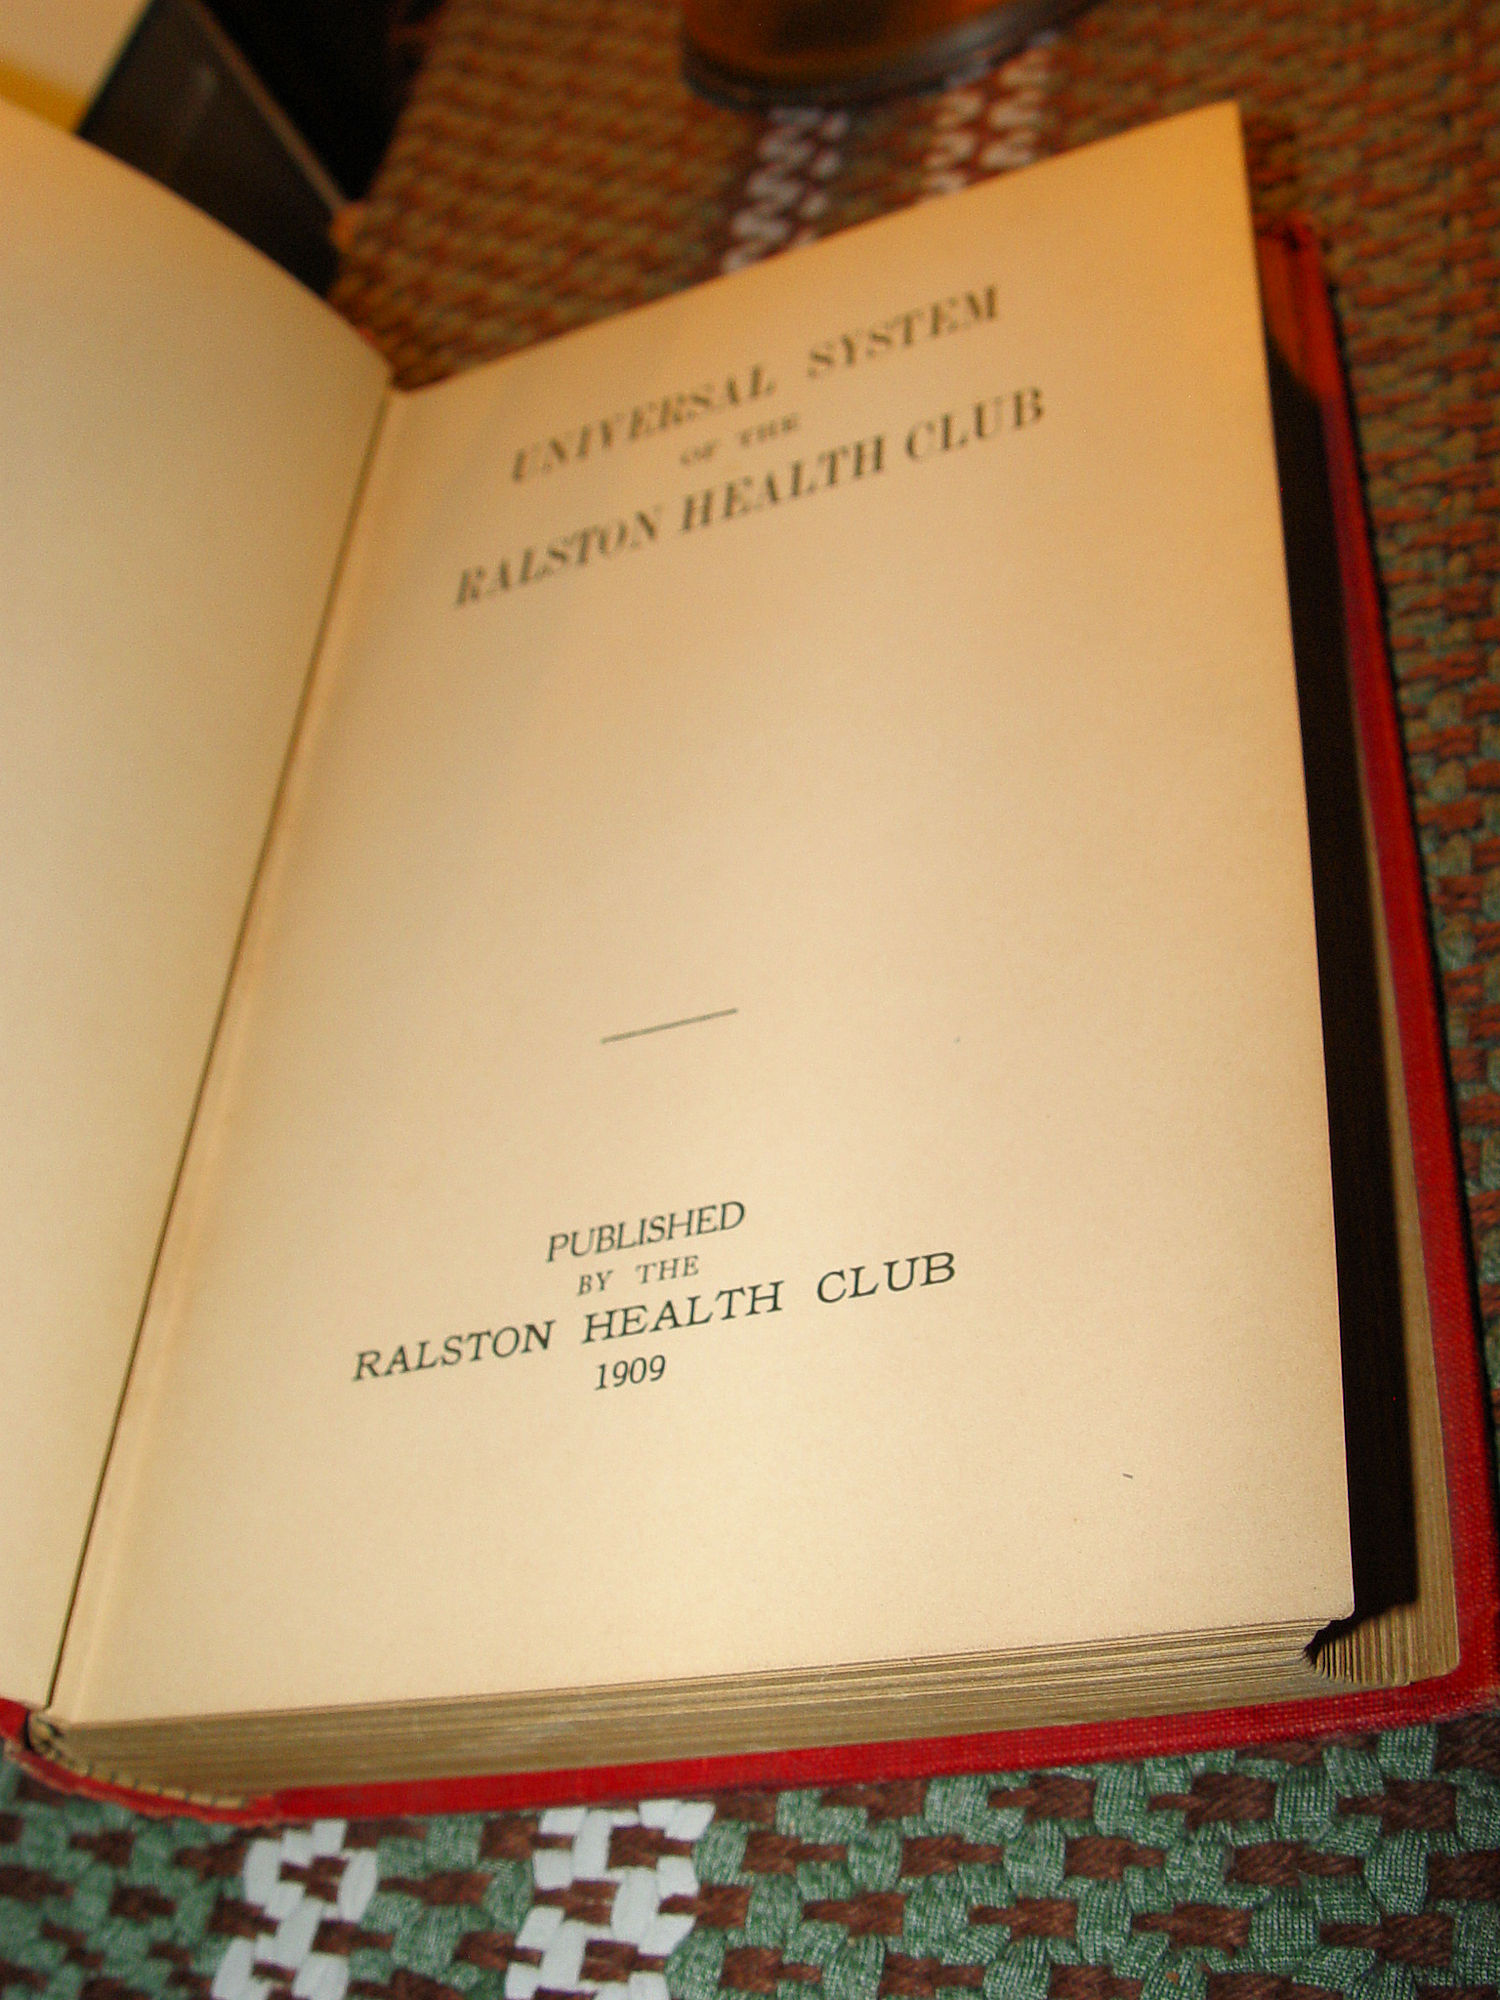 UNIVERSAL SYSTEM
OF THE
RALSTON HEALTH CLUB
PUBLISHED
BY THE
RALSTON HEALTH CLUB
1909